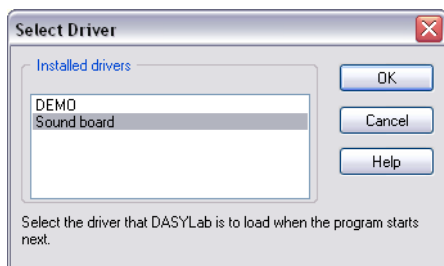 Select Driver
Installed drivers
DEMO
Sound board
OK
Cancel
Help
Select the driver that DASYLab is to load when the program starts
next.